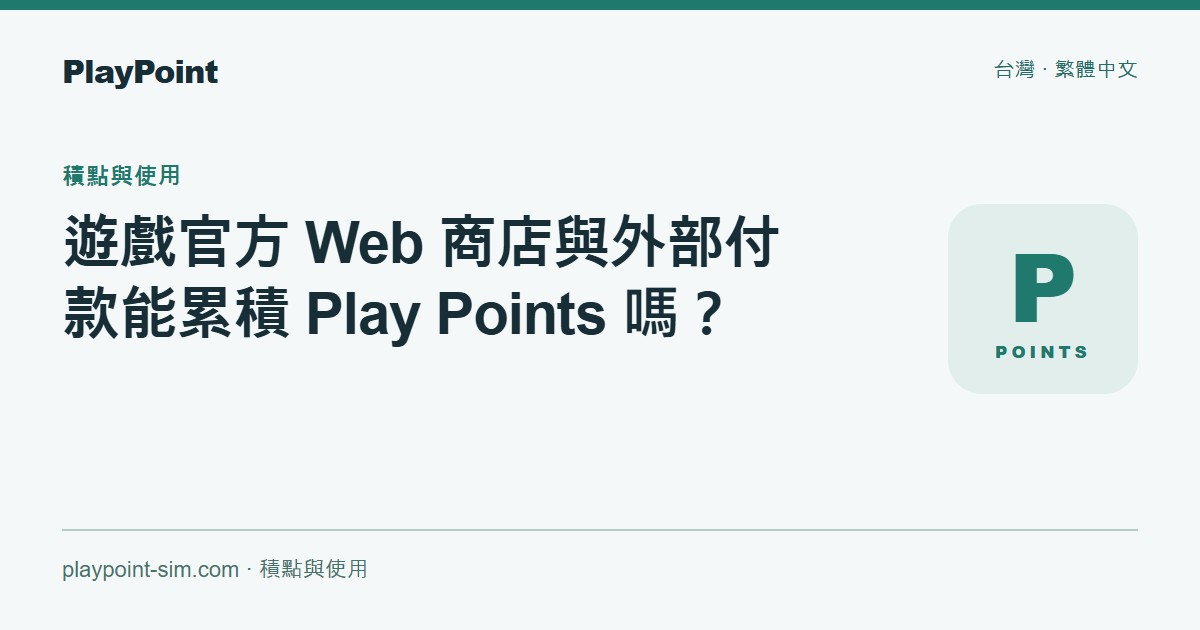 PlayPoint
台灣 · 繁體中文
積點與使用
遊戲官方 Web 商店與外部付
款能累積 Play Points 嗎？
P
POINTS
playpoint-sim.com · 積點與使用